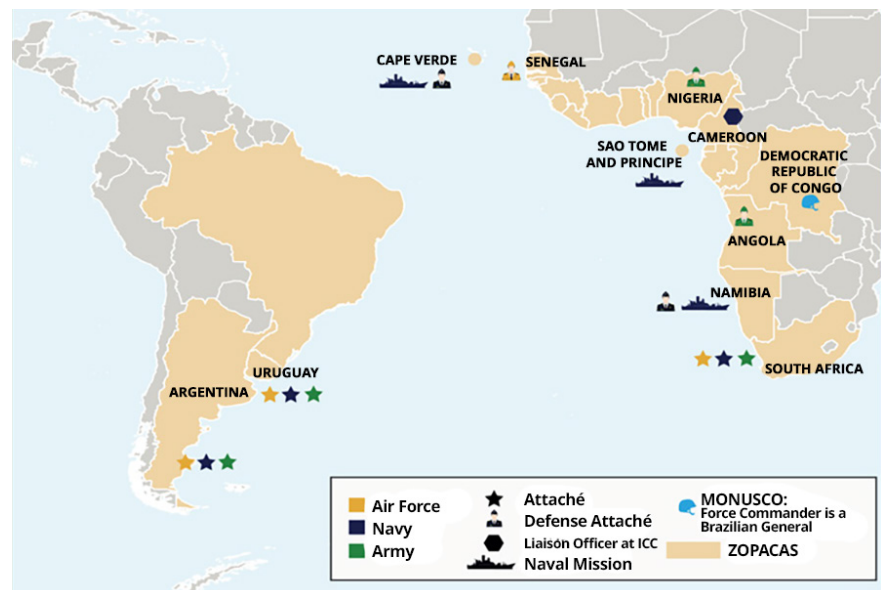 CAPE VERDE
SENEGAL
NIGERIA
CAMEROON
SAO TOME
AND PRINCIPE
DEMOCRATIC
REPUBLIC
OF CONGO
ANGOLA
NAMIBIA
SOUTH AFRICA
URUGUAY
ARGENTINA
Air Force
Navy
Army
Attaché
Defense Attaché
Liaisón Officer at ICC
Naval Mission
MONUSCO:
Force Commander is a
Brazilian General
ZOPACAS